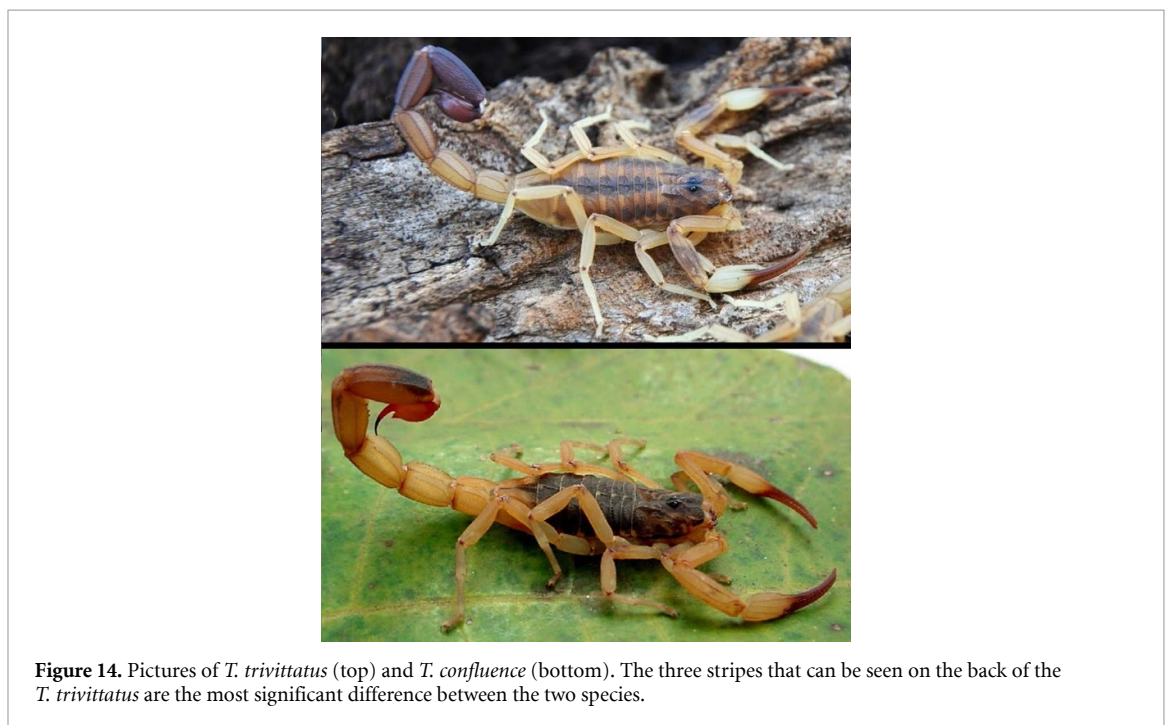 Figure 14. Pictures of T. trivittatus (top) and T. confluence (bottom). The three stripes that can be seen on the back of the
T. trivittatus are the most significant difference between the two species.